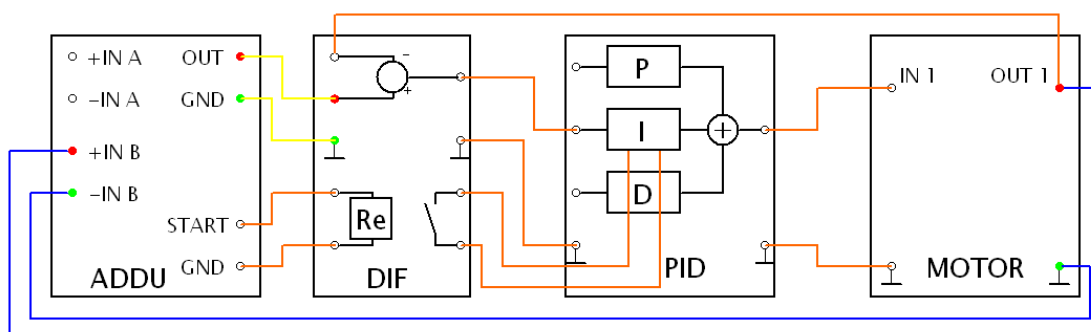 +IN A OUT
-IN A GND
+IN B
-IN B
START
GND
ADDU
-
+
Re
DIF
P
I
+
D
PID
IN 1 OUT 1
MOTOR